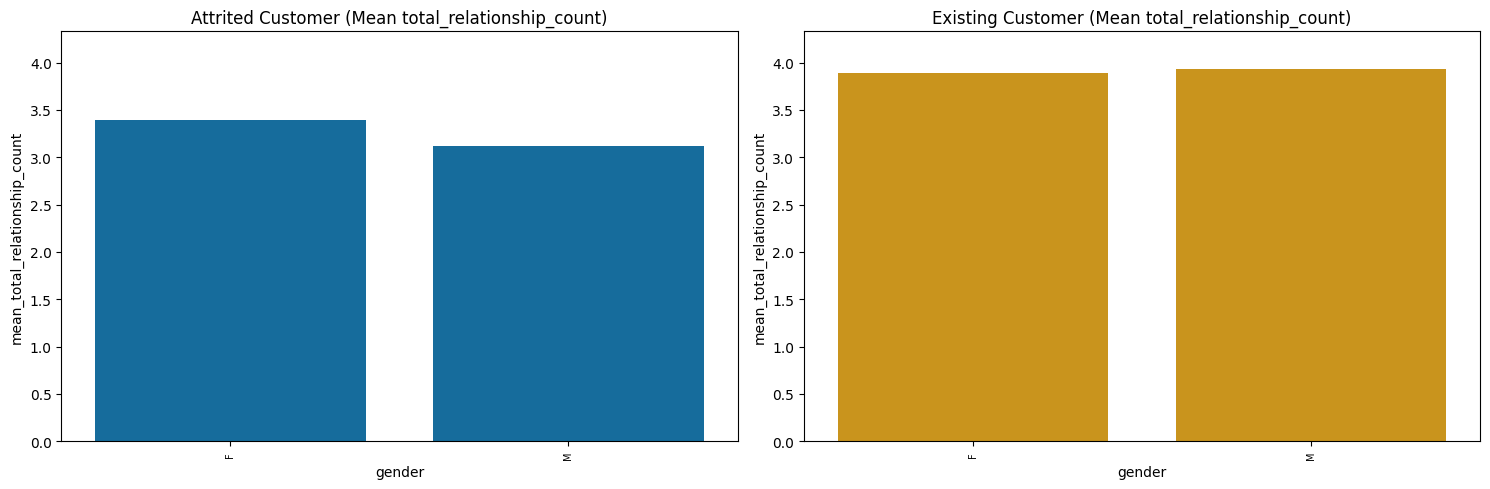 Attrited Customer (Mean total_relationship_count)
mean_total_relationship_count
4.0
3.5
3.0
2.5
2.0
1.5
1.0
0.5
0.0
F
M
gender
Existing Customer (Mean total_relationship_count)
mean_total_relationship_count
4.0
3.5
3.0
2.5
2.0
1.5
1.0
0.5
0.0
F
M
gender